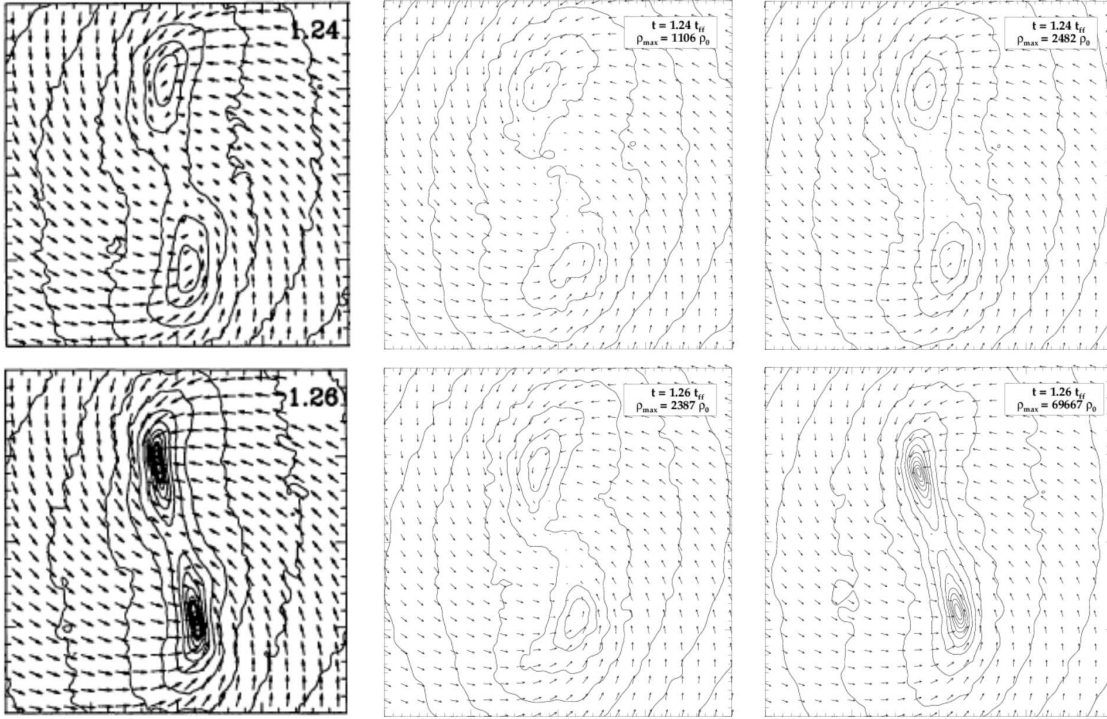 1.24
t = 1.24 t_ff
ρ_max = 1106 ρ_0
t = 1.24 t_ff
ρ_max = 2482 ρ_0
1.26
t = 1.26 t_ff
ρ_max = 2387 ρ_0
t = 1.26 t_ff
ρ_max = 69667 ρ_0